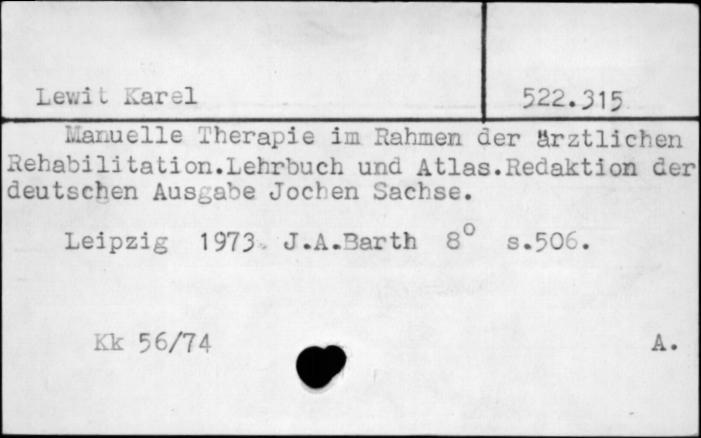 Lewit Karel 522.315
Manuelle Therapie im Rahmen der ärztlichen
Rehabilitation.Lehrbuch und Atlas.Redaktion der
deutschen Ausgabe Jochen Sachse.
Leipzig 1973. J.A.Barth 8° s.506.
Kk 56/74 A.